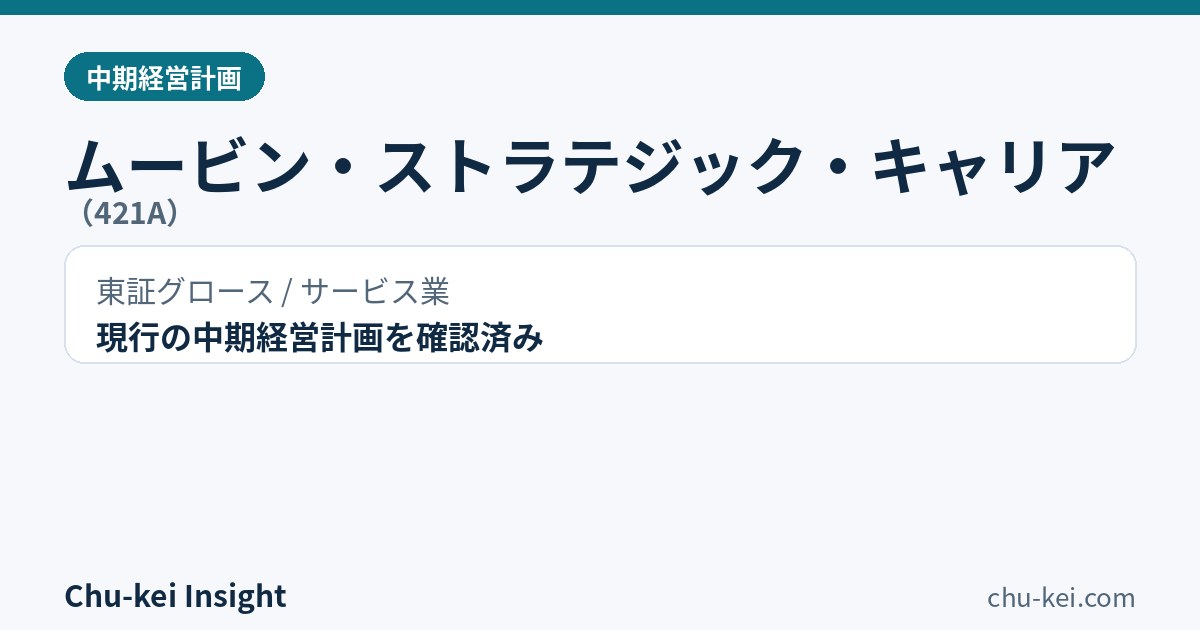 中期経営計画
ムービン・ストラテジック・キャリア
（421A）
東証グロース / サービス業
現行の中期経営計画を確認済み
Chu-kei Insight
chu-kei.com